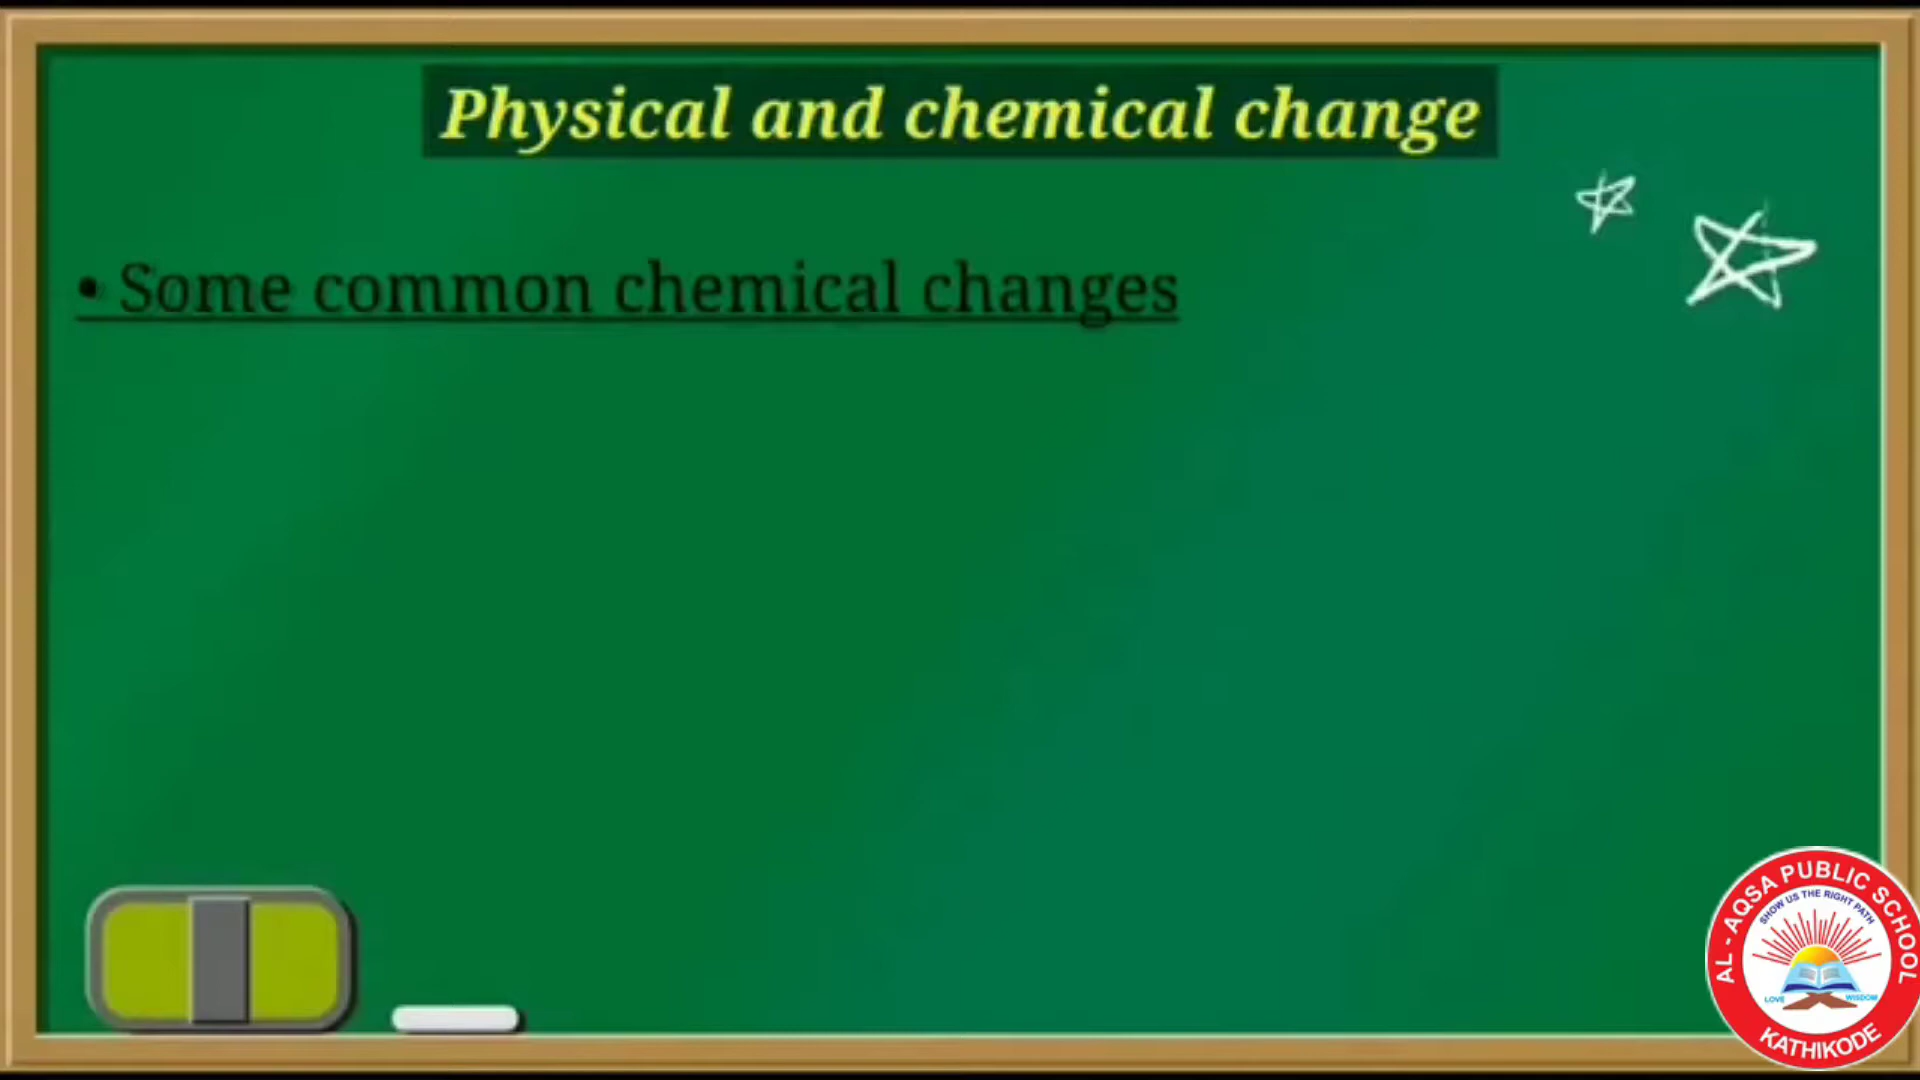 Physical and chemical change
• Some common chemical changes
AL - AQSA PUBLIC SCHOOL
SHOW US THE RIGHT PATH
LOVE WISDOM
KATHIKODE